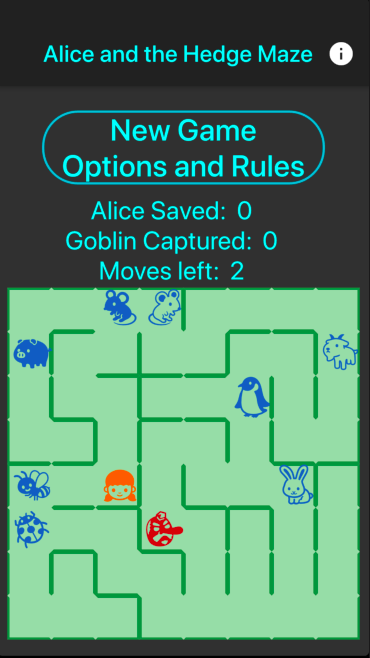 Alice and the Hedge Maze
New Game
Options and Rules
Alice Saved: 0
Goblin Captured: 0
Moves left: 2